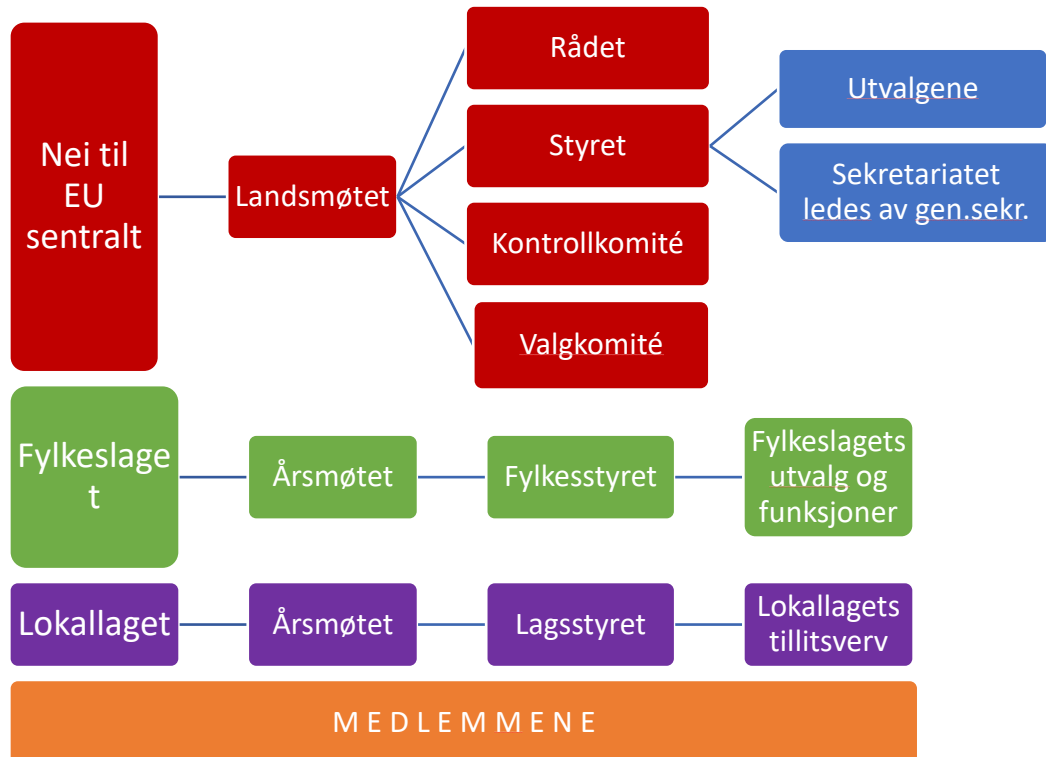 Nei til
EU
sentralt
Landsmøtet
Rådet
Styret
Kontrollkomité
Valgkomité
Utvalgene
Sekretariatet
ledes av gen.sekr.
Fylkeslage
t
Årsmøtet
Fylkesstyret
Fylkeslagets
utvalg og
funksjoner
Lokallaget
Årsmøtet
Lagsstyret
Lokallagets
tillitsverv
M E D L E M M E N E